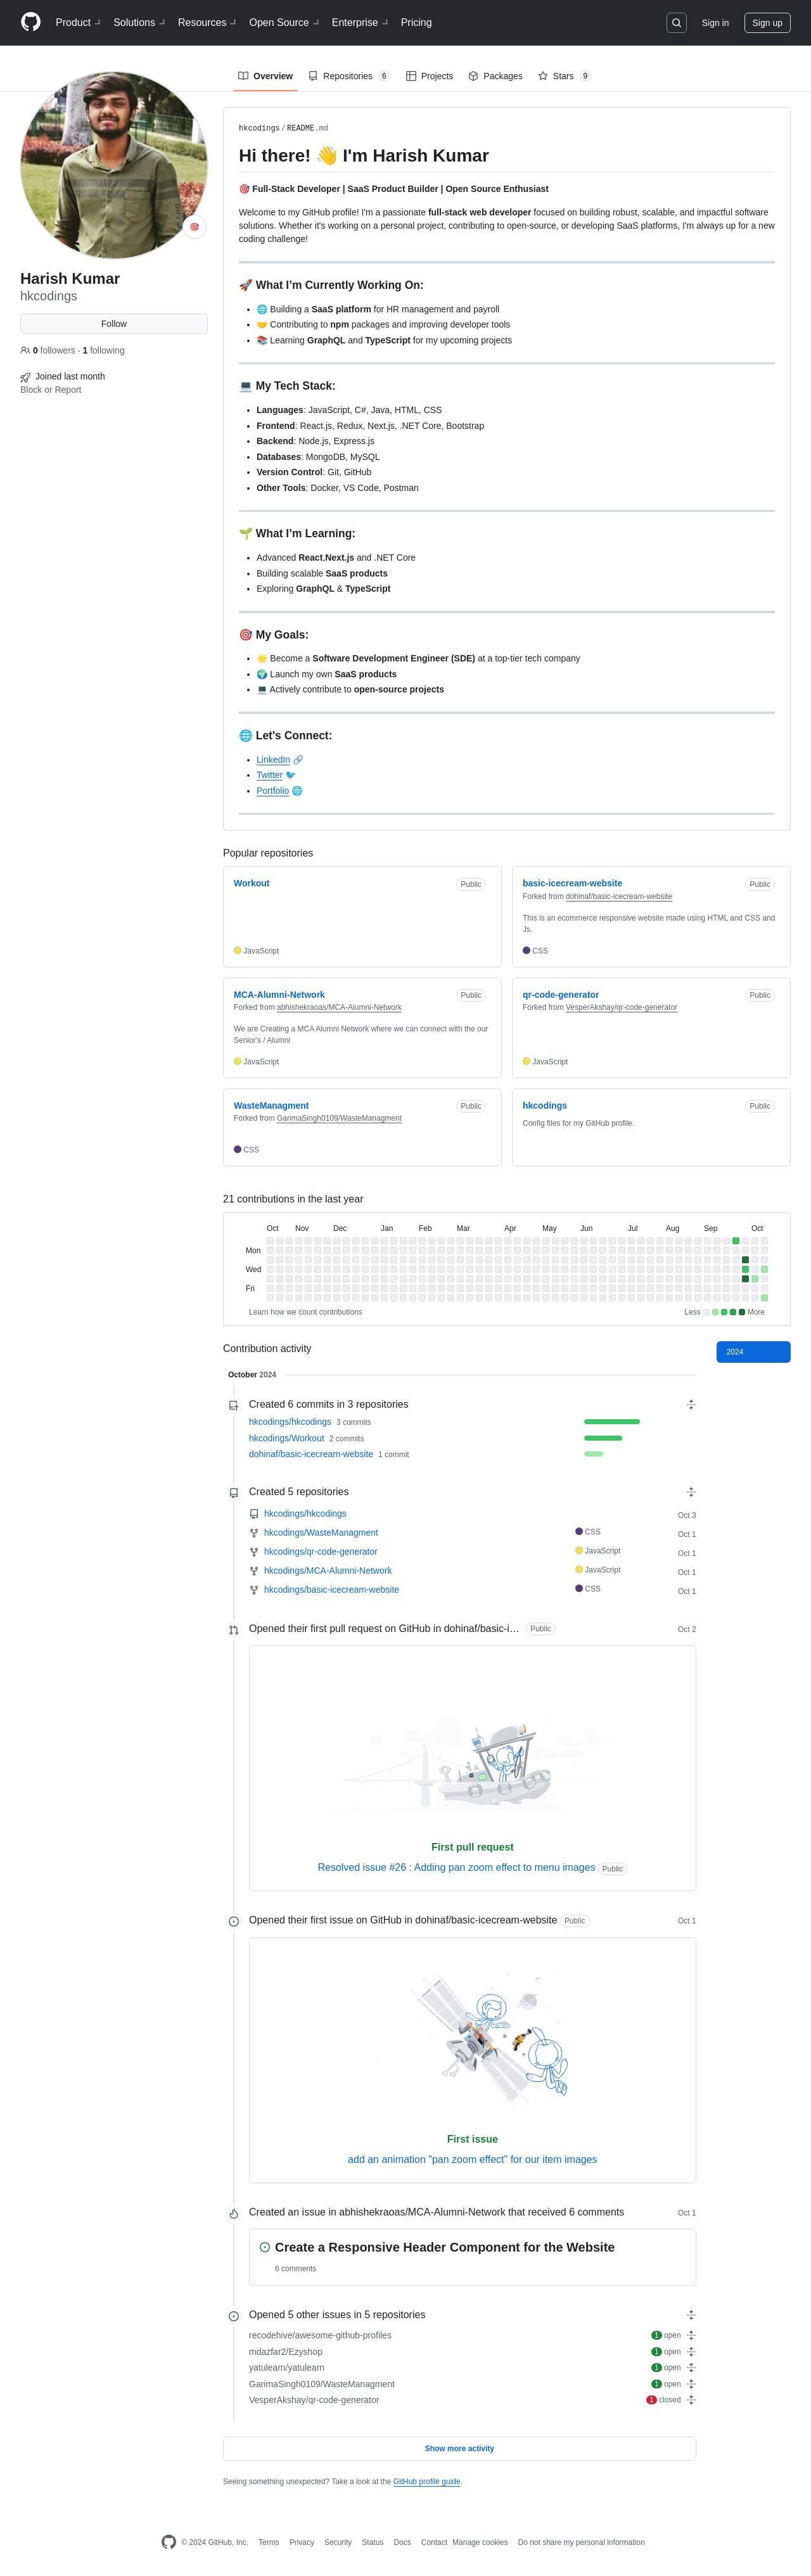 Product Solutions Resources Open Source Enterprise Pricing Sign in Sign up
Overview Repositories 6 Projects Packages Stars 9
🎯
Harish Kumar
hkcodings
Follow
0 followers · 1 following
Joined last month
Block or Report
hkcodings / README.md
Hi there! 👋 I'm Harish Kumar
🎯 Full-Stack Developer | SaaS Product Builder | Open Source Enthusiast
Welcome to my GitHub profile! I'm a passionate full-stack web developer focused on building robust, scalable, and impactful software
solutions. Whether it's working on a personal project, contributing to open-source, or developing SaaS platforms, I'm always up for a new
coding challenge!
🚀 What I'm Currently Working On:
🌐 Building a SaaS platform for HR management and payroll
🤝 Contributing to npm packages and improving developer tools
📚 Learning GraphQL and TypeScript for my upcoming projects
💻 My Tech Stack:
Languages: JavaScript, C#, Java, HTML, CSS
Frontend: React.js, Redux, Next.js, .NET Core, Bootstrap
Backend: Node.js, Express.js
Databases: MongoDB, MySQL
Version Control: Git, GitHub
Other Tools: Docker, VS Code, Postman
🌱 What I'm Learning:
Advanced React,Next.js and .NET Core
Building scalable SaaS products
Exploring GraphQL & TypeScript
🎯 My Goals:
🌟 Become a Software Development Engineer (SDE) at a top-tier tech company
🌍 Launch my own SaaS products
💻 Actively contribute to open-source projects
🌐 Let's Connect:
LinkedIn 🔗
Twitter 🐦
Portfolio 🌐
Popular repositories
Workout Public
JavaScript
basic-icecream-website Public
Forked from dohinaf/basic-icecream-website
This is an ecommerce responsive website made using HTML and CSS and
Js.
CSS
MCA-Alumni-Network Public
Forked from abhishekraoas/MCA-Alumni-Network
We are Creating a MCA Alumni Network where we can connect with the our
Senior's / Alumni
JavaScript
qr-code-generator Public
Forked from VesperAkshay/qr-code-generator
JavaScript
WasteManagment Public
Forked from GarimaSingh0109/WasteManagment
CSS
hkcodings Public
Config files for my GitHub profile.
21 contributions in the last year
Oct Nov Dec Jan Feb Mar Apr May Jun Jul Aug Sep Oct
Mon
Wed
Fri
Learn how we count contributions Less More
Contribution activity
2024
October 2024
Created 6 commits in 3 repositories
hkcodings/hkcodings 3 commits
hkcodings/Workout 2 commits
dohinaf/basic-icecream-website 1 commit
Created 5 repositories
hkcodings/hkcodings Oct 3
hkcodings/WasteManagment CSS Oct 1
hkcodings/qr-code-generator JavaScript Oct 1
hkcodings/MCA-Alumni-Network JavaScript Oct 1
hkcodings/basic-icecream-website CSS Oct 1
Opened their first pull request on GitHub in dohinaf/basic-i… Public Oct 2
First pull request
Resolved issue #26 : Adding pan zoom effect to menu images Public
Opened their first issue on GitHub in dohinaf/basic-icecream-website Public Oct 1
First issue
add an animation "pan zoom effect" for our item images
Created an issue in abhishekraoas/MCA-Alumni-Network that received 6 comments Oct 1
Create a Responsive Header Component for the Website
6 comments
Opened 5 other issues in 5 repositories
recodehive/awesome-github-profiles 1 open
mdazfar2/Ezyshop 1 open
yatulearn/yatulearn 1 open
GarimaSingh0109/WasteManagment 1 open
VesperAkshay/qr-code-generator 1 closed
Show more activity
Seeing something unexpected? Take a look at the GitHub profile guide.
© 2024 GitHub, Inc. Terms Privacy Security Status Docs Contact Manage cookies Do not share my personal information